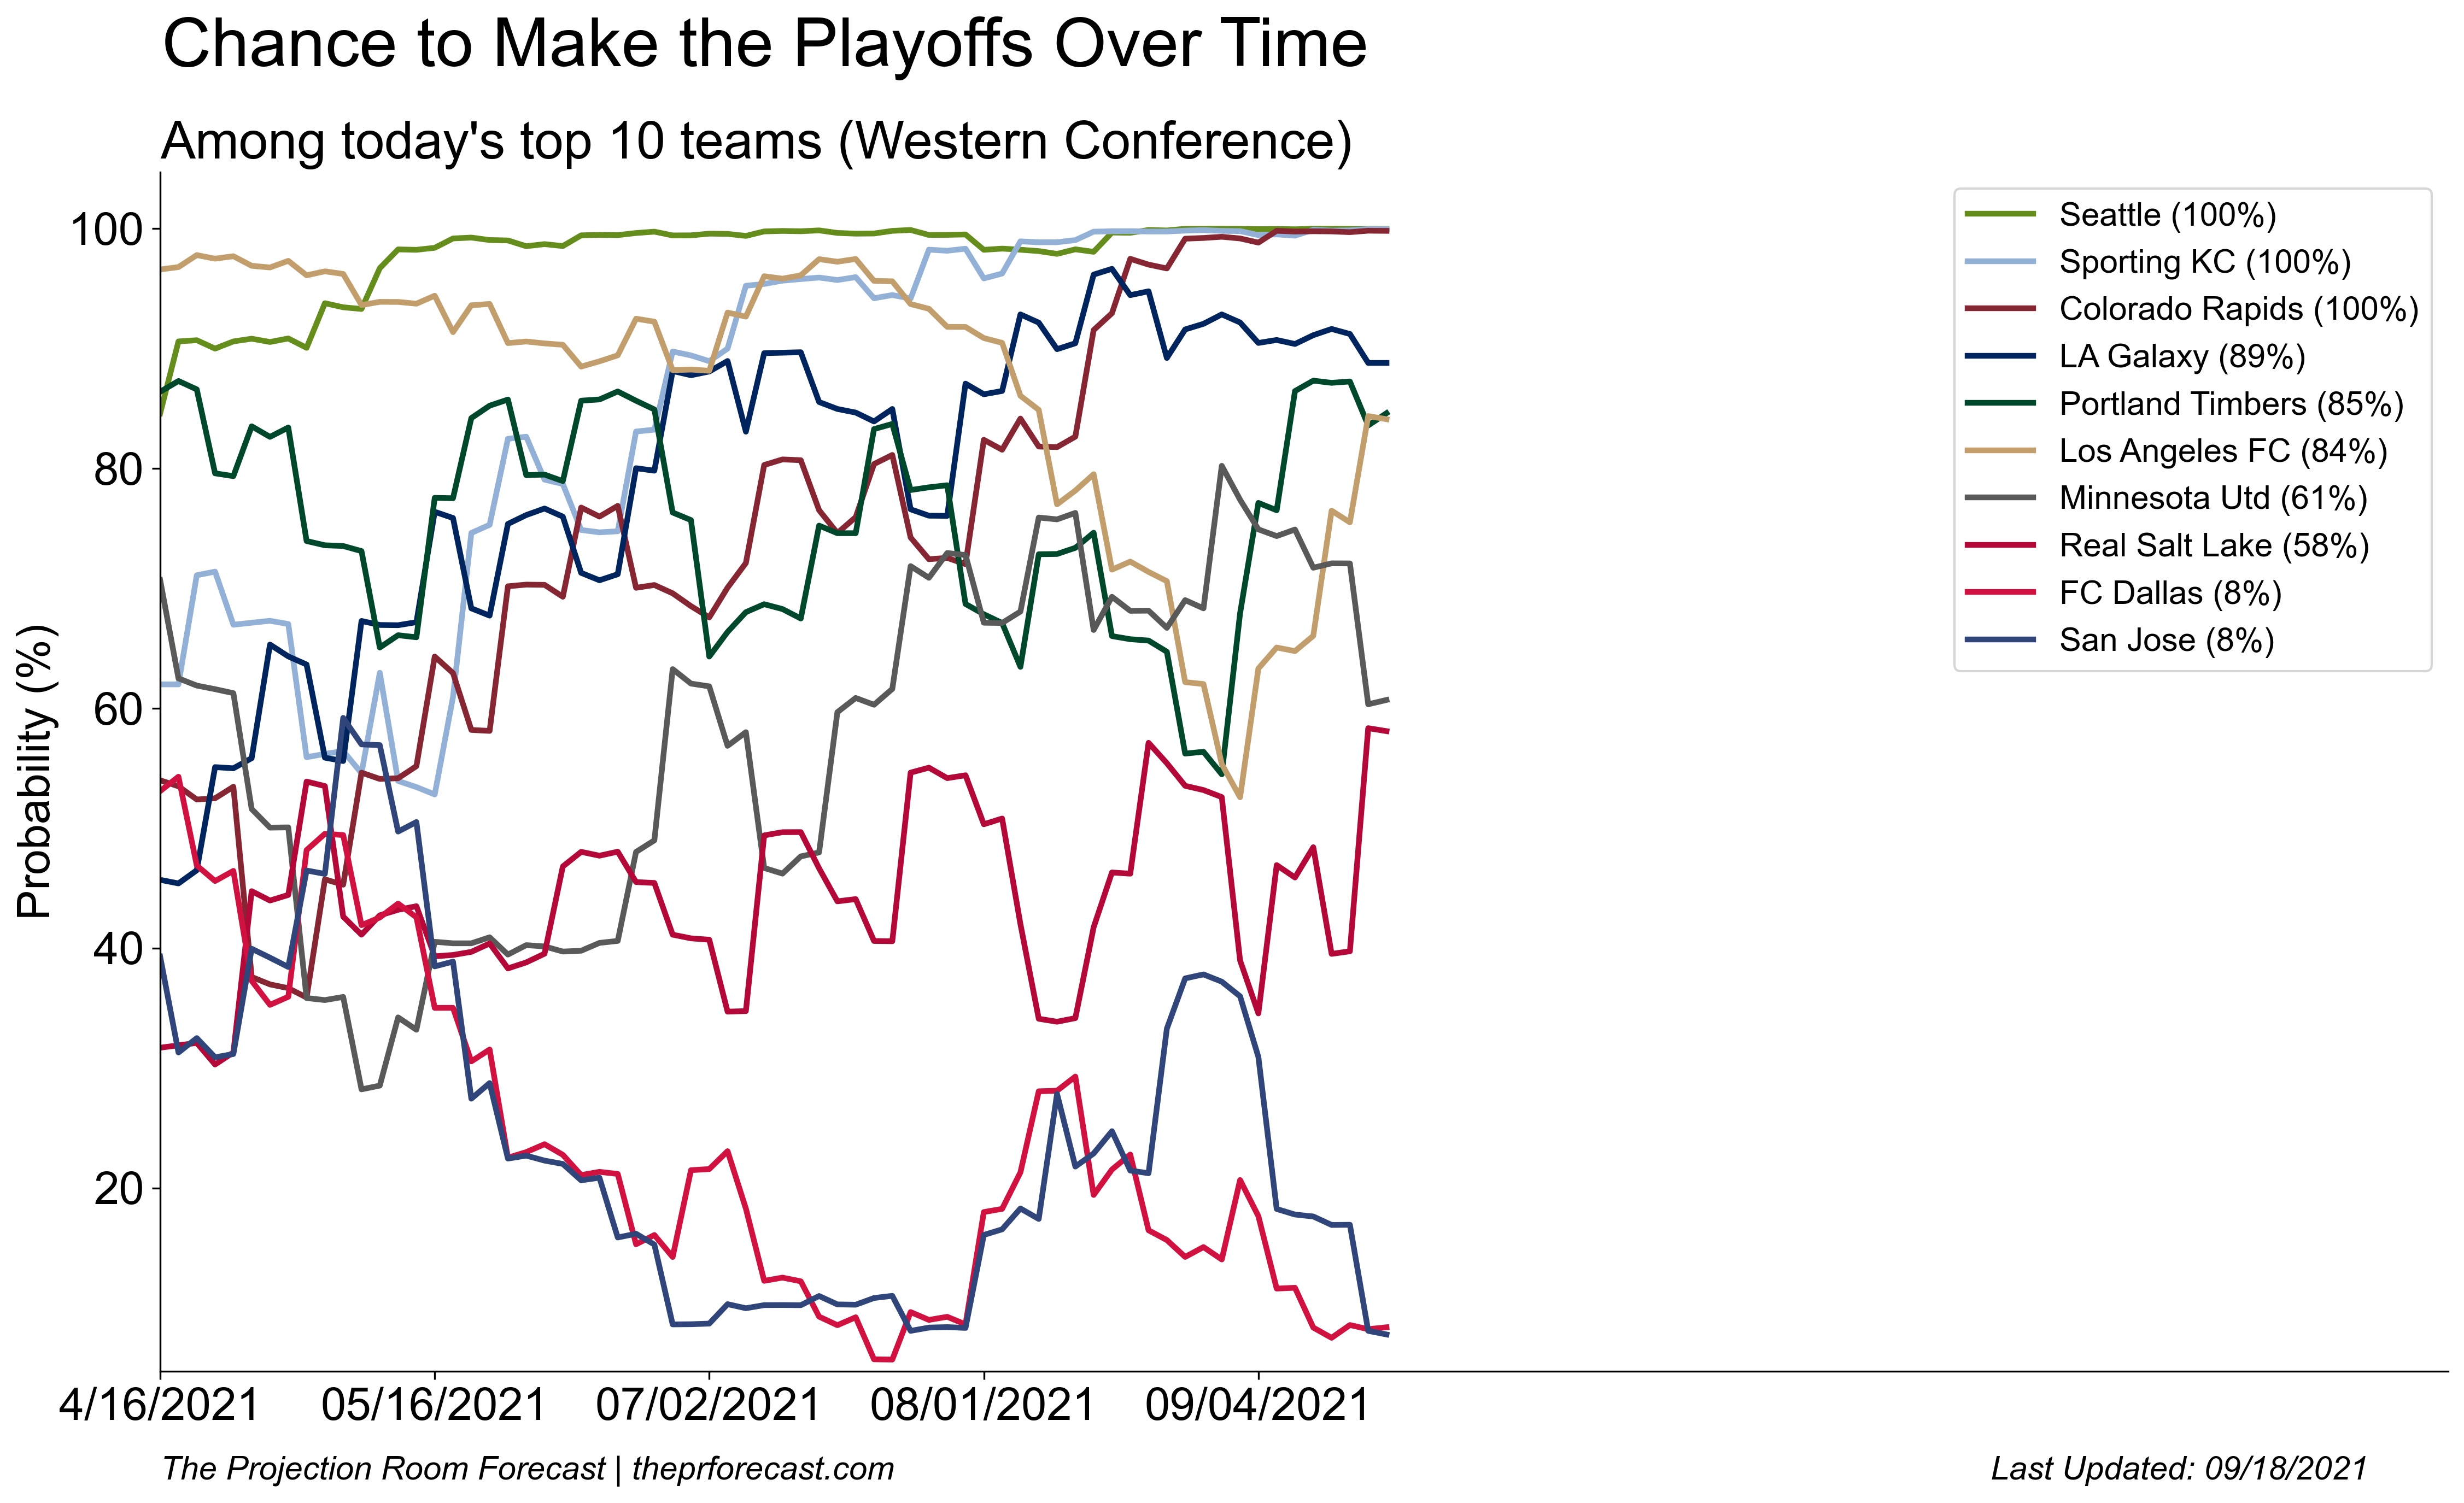 Chance to Make the Playoffs Over Time
Among today's top 10 teams (Western Conference)
100
80
60
40
20
Probability (%)
Seattle (100%)
Sporting KC (100%)
Colorado Rapids (100%)
LA Galaxy (89%)
Portland Timbers (85%)
Los Angeles FC (84%)
Minnesota Utd (61%)
Real Salt Lake (58%)
FC Dallas (8%)
San Jose (8%)
4/16/2021 05/16/2021 07/02/2021 08/01/2021 09/04/2021
The Projection Room Forecast | theprforecast.com
Last Updated: 09/18/2021